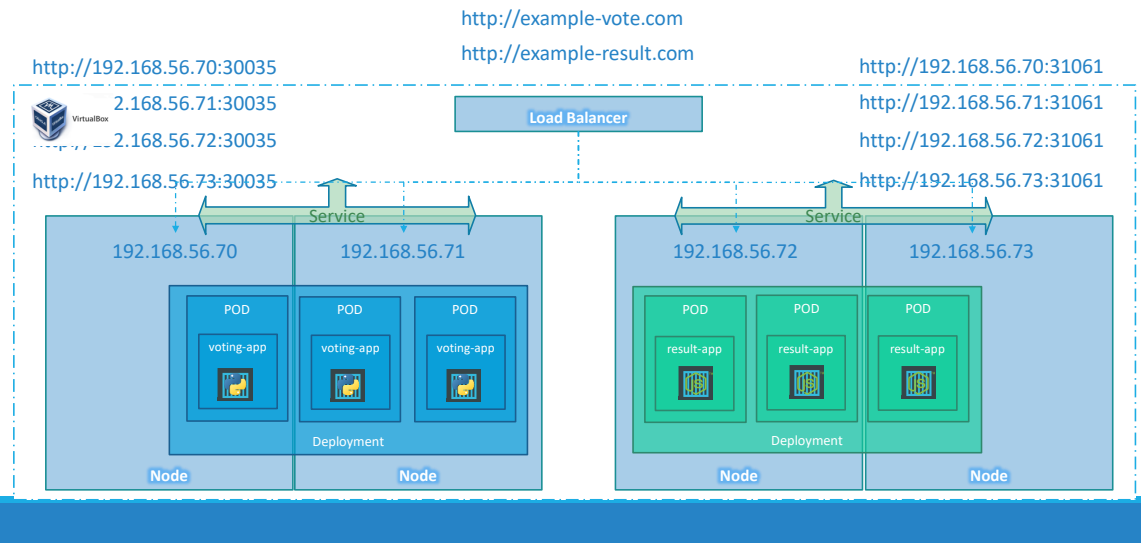 http://example-vote.com
http://example-result.com
http://192.168.56.70:30035
2.168.56.71:30035
2.168.56.72:30035
http://192.168.56.73:30035
VirtualBox
Load Balancer
http://192.168.56.70:31061
http://192.168.56.71:31061
http://192.168.56.72:31061
http://192.168.56.73:31061
Service
Service
192.168.56.70
192.168.56.71
192.168.56.72
192.168.56.73
POD
POD
POD
voting-app
voting-app
voting-app
Deployment
POD
POD
POD
result-app
result-app
result-app
JS
JS
JS
Deployment
Node
Node
Node
Node